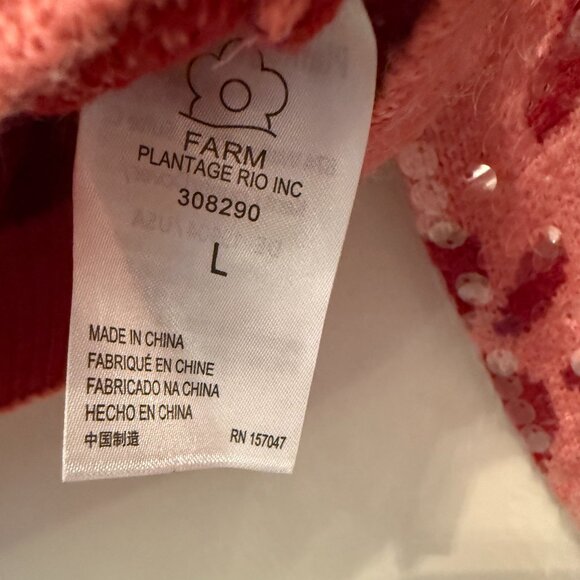 FARM
PLANTAGE RIO INC
308290
L
MADE IN CHINA
FABRIQUÉ EN CHINE
FABRICADO NA CHINA
HECHO EN CHINA
中国制造
RN 157047